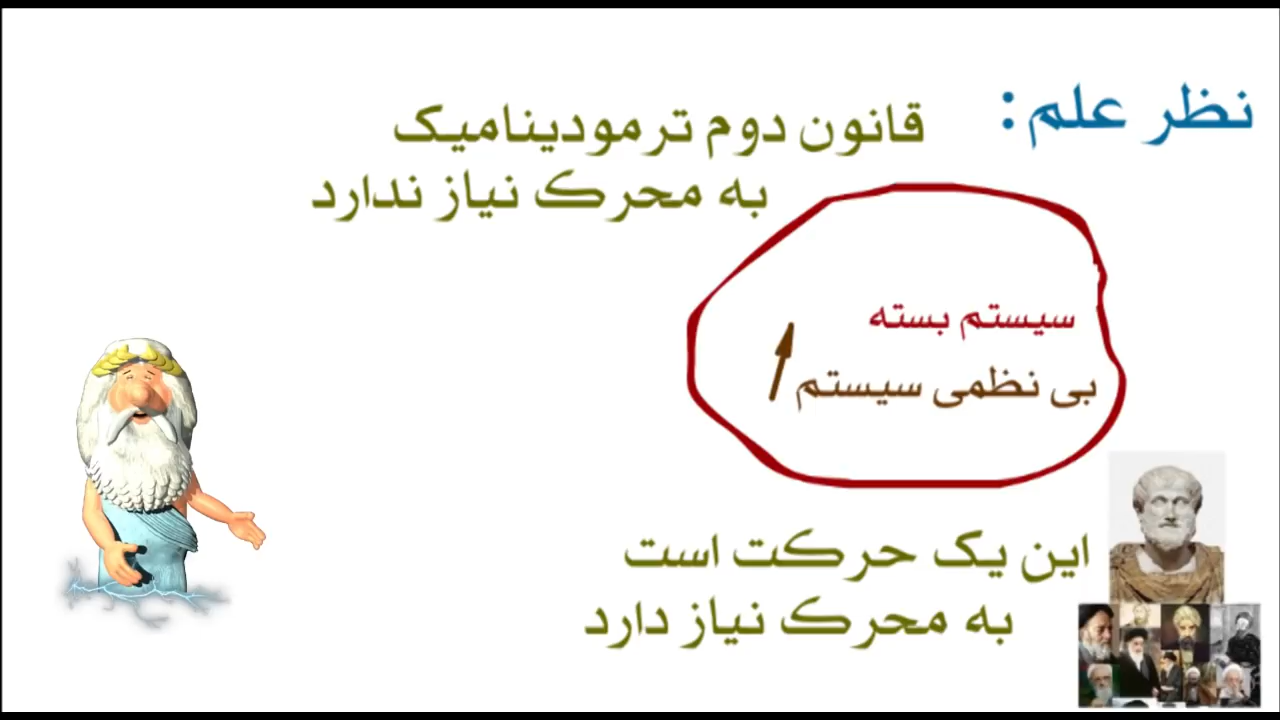 نظر علم :
قانون دوم ترمودینامیک
به محرک نیاز ندارد
سیستم بسته
بی نظمی سیستم
این یک حرکت است
به محرک نیاز دارد